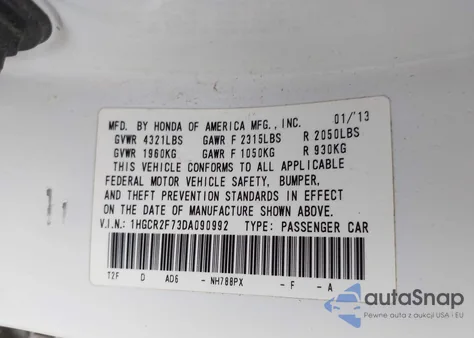 MFD. BY HONDA OF AMERICA MFG., INC. 01/'13
GVWR 4321LBS GAWR F 2315LBS R 2050LBS
GVWR 1960KG GAWR F 1050KG R 930KG
THIS VEHICLE CONFORMS TO ALL APPLICABLE
FEDERAL MOTOR VEHICLE SAFETY, BUMPER,
AND THEFT PREVENTION STANDARDS IN EFFECT
ON THE DATE OF MANUFACTURE SHOWN ABOVE.
V.I.N.: 1HGCR2F73DA090992 TYPE: PASSENGER CAR
T2F D AD6 -NH788PX -F -A
autaSnap
Pewne auta z aukcji USA i EU